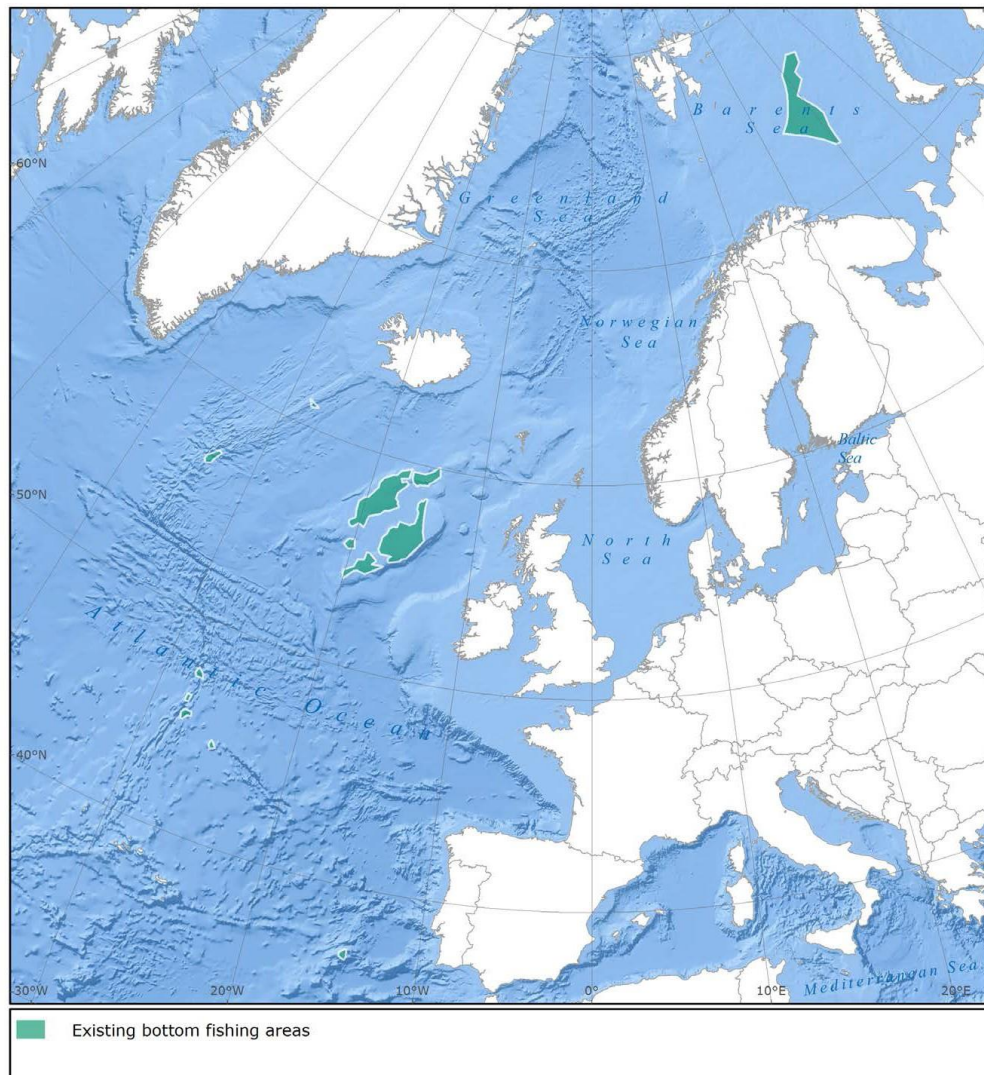 Barents
Sea
60°N
Greenland
Sea
Norwegian
Sea
Baltic
Sea
50°N
North
Sea
Atlantic Ocean
40°N
30°W
20°W
10°W
0°
10°E
20°E
Mediterranean Sea
Existing bottom fishing areas